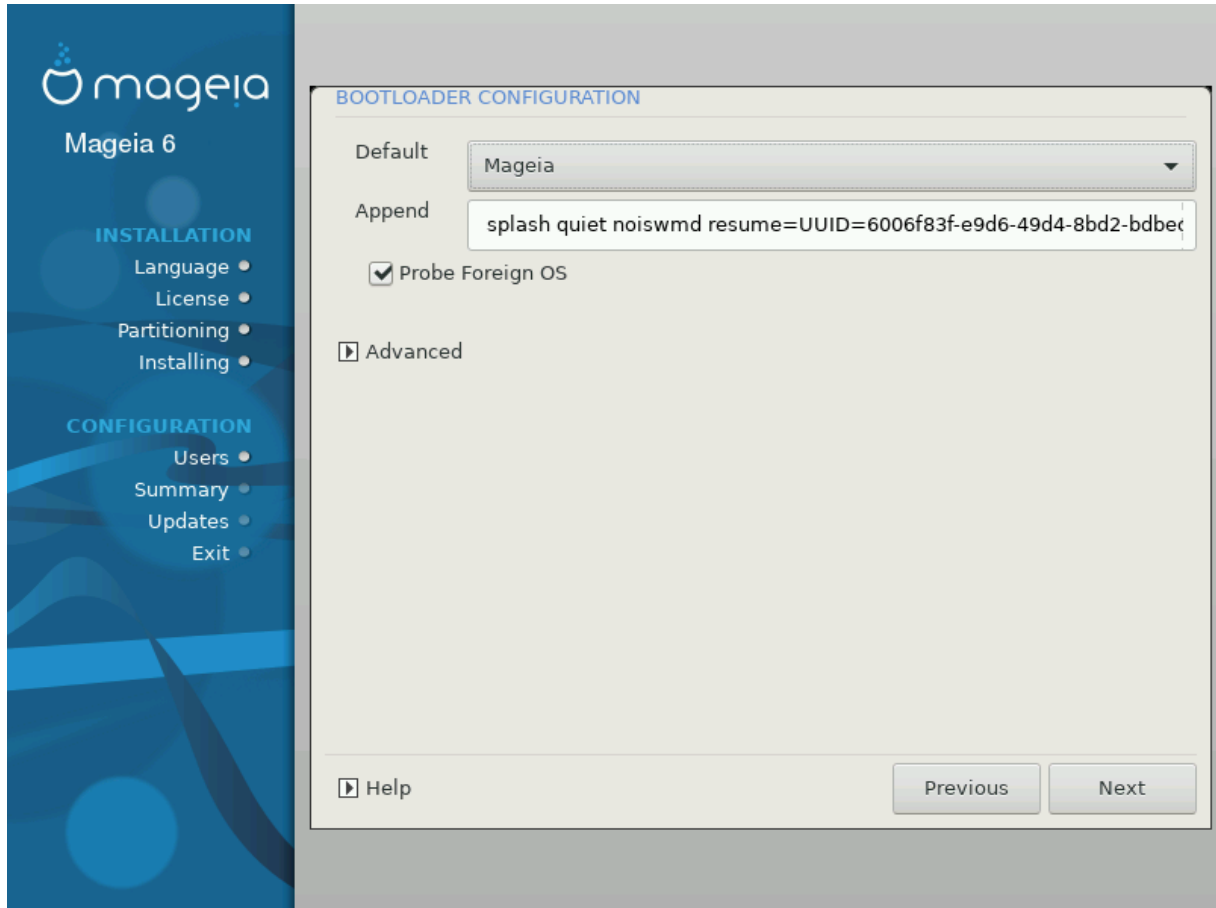 mageia
Mageia 6
INSTALLATION
Language
License
Partitioning
Installing
CONFIGURATION
Users
Summary
Updates
Exit
BOOTLOADER CONFIGURATION
Default
Mageia
Append
splash quiet noiswmd resume=UUID=6006f83f-e9d6-49d4-8bd2-bdbec
Probe Foreign OS
Advanced
Help
Previous
Next